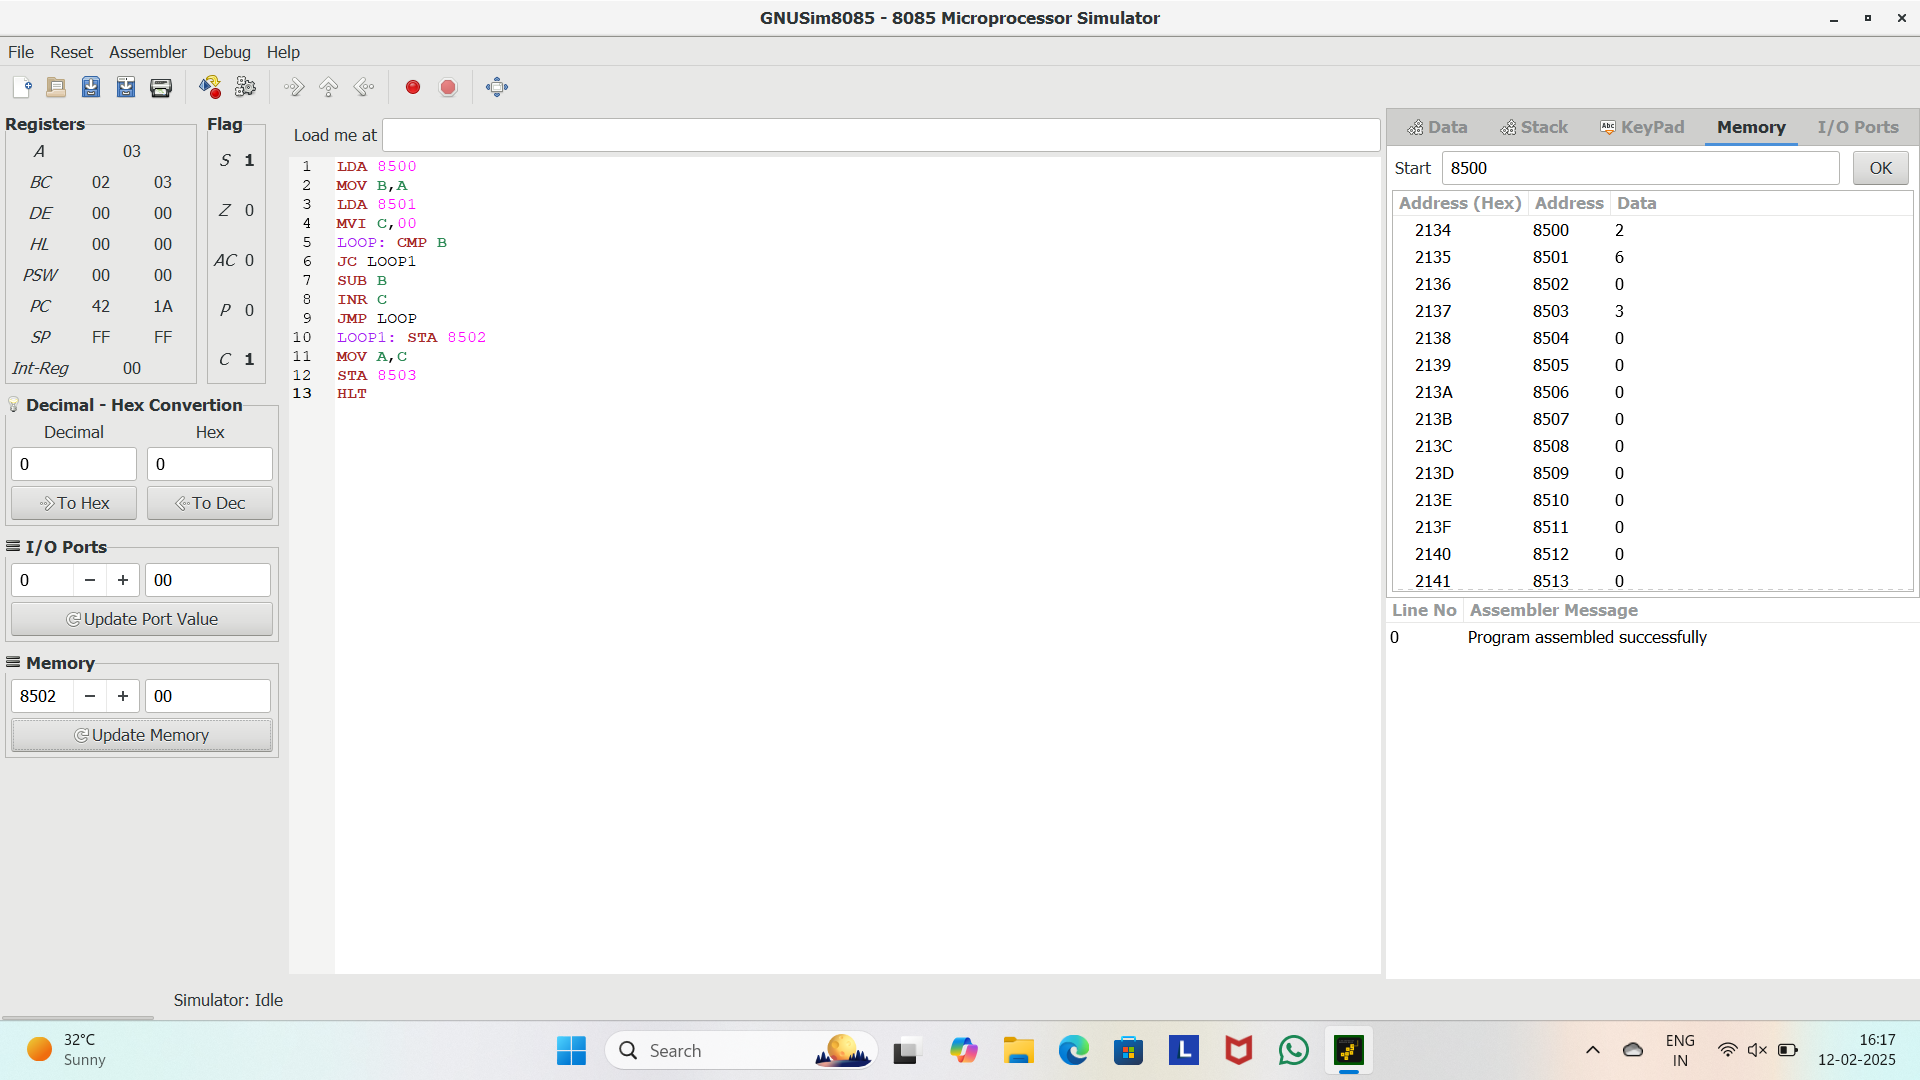 GNUSim8085 - 8085 Microprocessor Simulator
File Reset Assembler Debug Help
Registers
A 03
BC 02 03
DE 00 00
HL 00 00
PSW 00 00
PC 42 1A
SP FF FF
Int-Reg 00
Flag
S 1
Z 0
AC 0
P 0
C 1
Decimal - Hex Convertion
Decimal Hex
0 0
To Hex To Dec
I/O Ports
0 − + 00
Update Port Value
Memory
8502 − + 00
Update Memory
Load me at
1 LDA 8500
2 MOV B,A
3 LDA 8501
4 MVI C,00
5 LOOP: CMP B
6 JC LOOP1
7 SUB B
8 INR C
9 JMP LOOP
10 LOOP1: STA 8502
11 MOV A,C
12 STA 8503
13 HLT
Data Stack Abc KeyPad Memory I/O Ports
Start 8500 OK
Address (Hex) Address Data
2134 8500 2
2135 8501 6
2136 8502 0
2137 8503 3
2138 8504 0
2139 8505 0
213A 8506 0
213B 8507 0
213C 8508 0
213D 8509 0
213E 8510 0
213F 8511 0
2140 8512 0
2141 8513 0
Line No Assembler Message
0 Program assembled successfully
Simulator: Idle
32°C
Sunny
Search
L
ENG
IN
16:17
12-02-2025